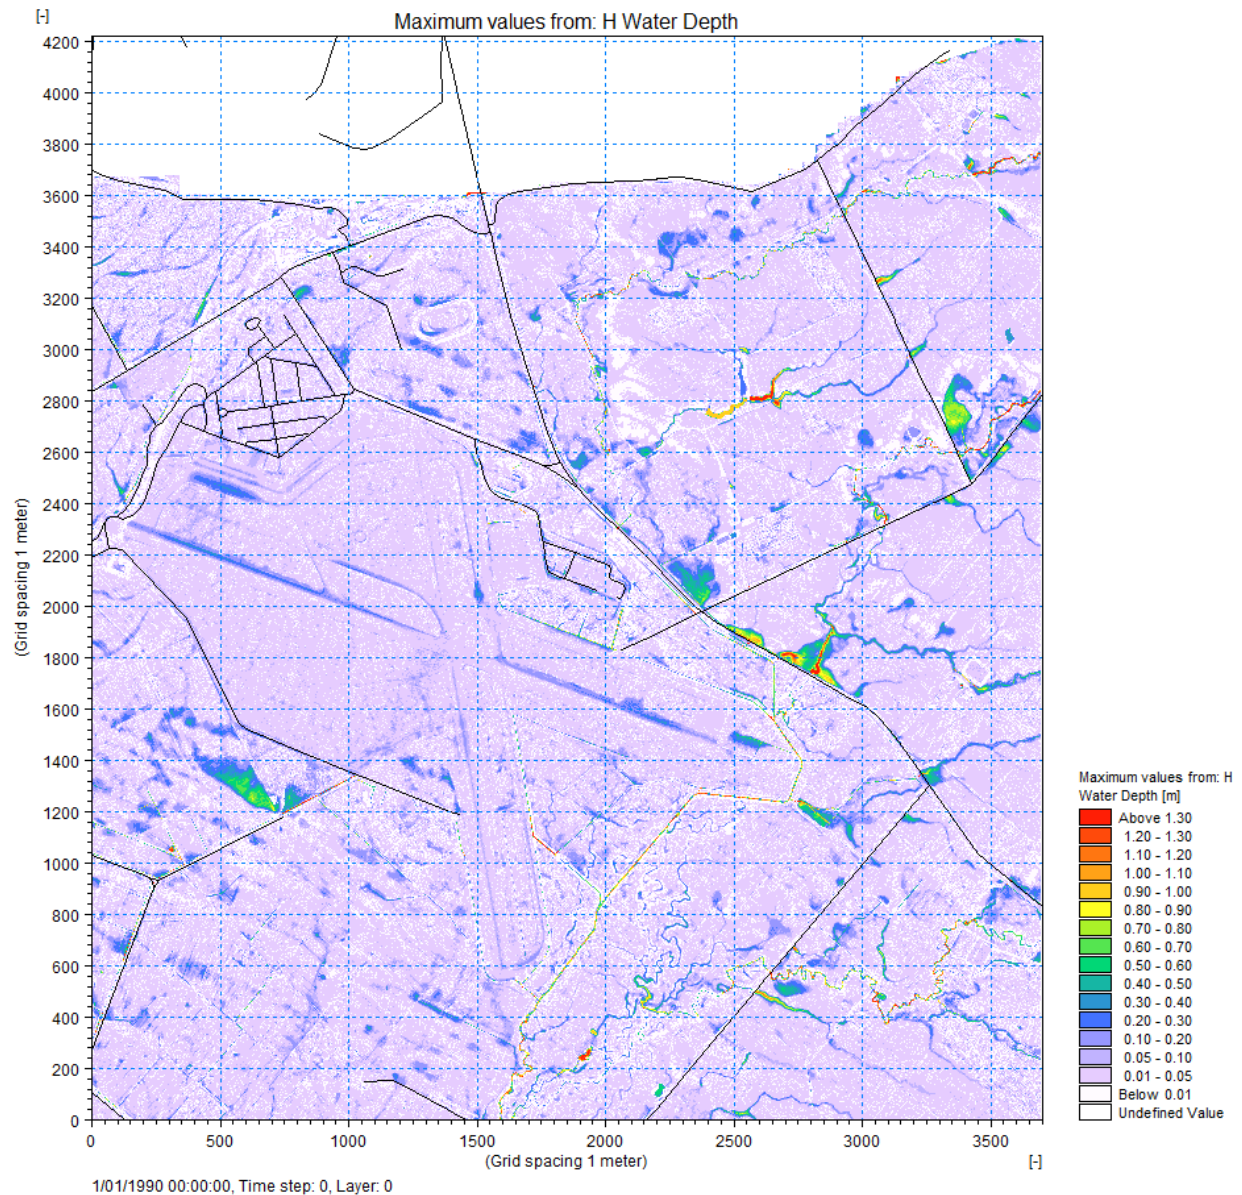 [-]
Maximum values from: H Water Depth
4200
4000
3800
3600
3400
3200
3000
2800
2600
2400
2200
2000
1800
1600
1400
1200
1000
800
600
400
200
0
(Grid spacing 1 meter)
0 500 1000 1500 2000 2500 3000 3500
(Grid spacing 1 meter)
[-]
1/01/1990 00:00:00, Time step: 0, Layer: 0
Maximum values from: H
Water Depth [m]
Above 1.30
1.20 - 1.30
1.10 - 1.20
1.00 - 1.10
0.90 - 1.00
0.80 - 0.90
0.70 - 0.80
0.60 - 0.70
0.50 - 0.60
0.40 - 0.50
0.30 - 0.40
0.20 - 0.30
0.10 - 0.20
0.05 - 0.10
0.01 - 0.05
Below 0.01
Undefined Value